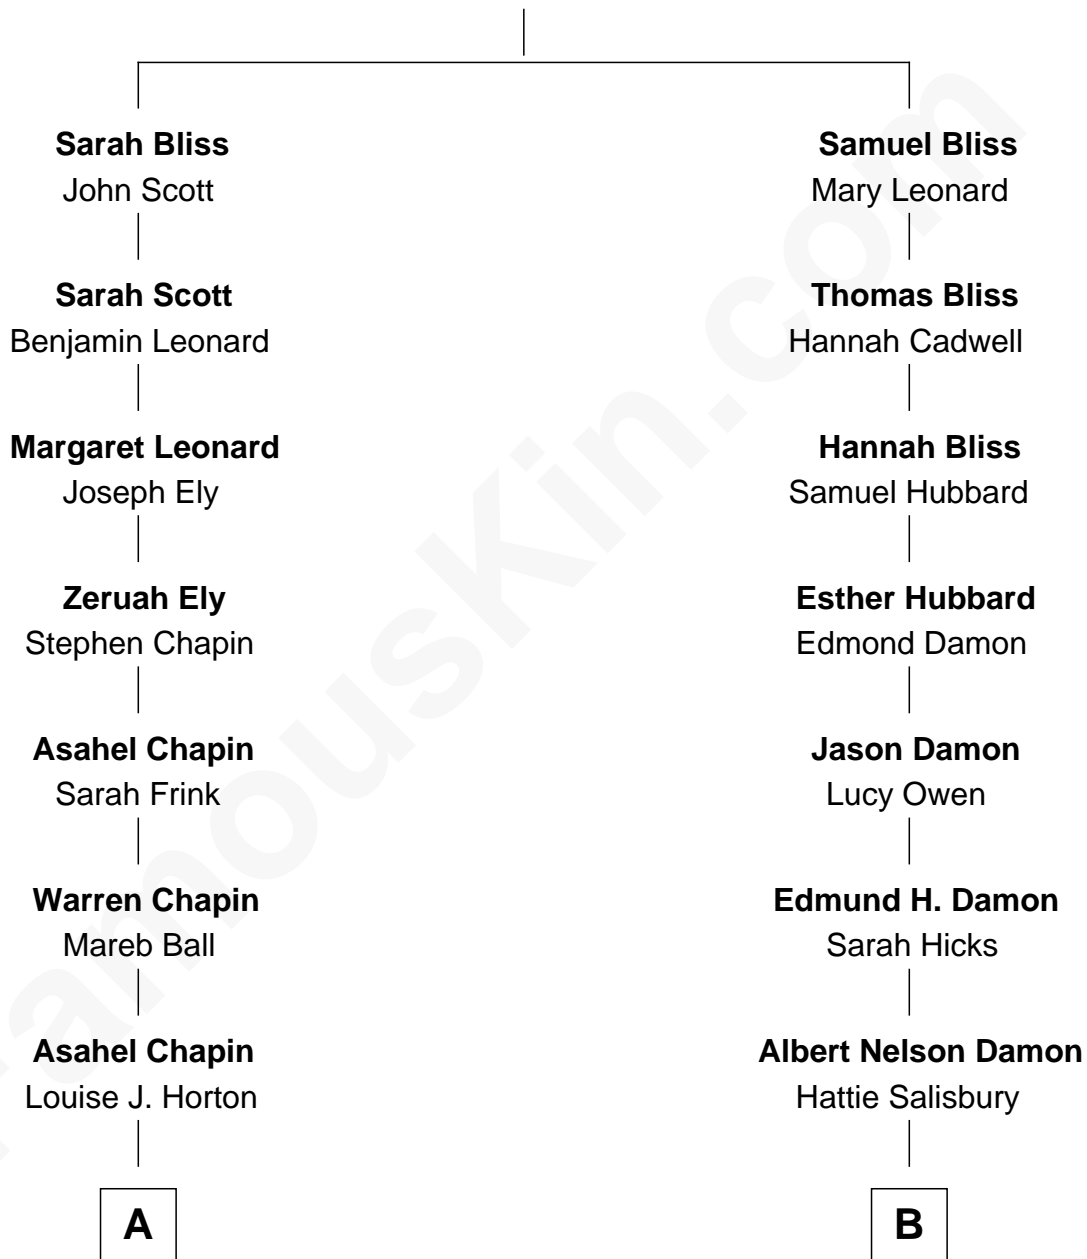 Sarah Bliss
John Scott
Sarah Scott
Benjamin Leonard
Margaret Leonard
Joseph Ely
Zeruah Ely
Stephen Chapin
Asahel Chapin
Sarah Frink
Warren Chapin
Mareb Ball
Asahel Chapin
Louise J. Horton
A
Samuel Bliss
Mary Leonard
Thomas Bliss
Hannah Cadwell
Hannah Bliss
Samuel Hubbard
Esther Hubbard
Edmond Damon
Jason Damon
Lucy Owen
Edmund H. Damon
Sarah Hicks
Albert Nelson Damon
Hattie Salisbury
B
FamousKin.com